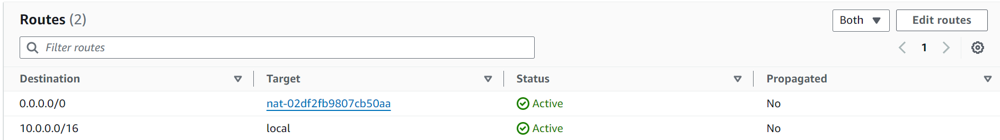 Routes (2)
Both
Edit routes
Filter routes
1
Destination Target Status Propagated
0.0.0.0/0 nat-02df2fb9807cb50aa Active No
10.0.0.0/16 local Active No